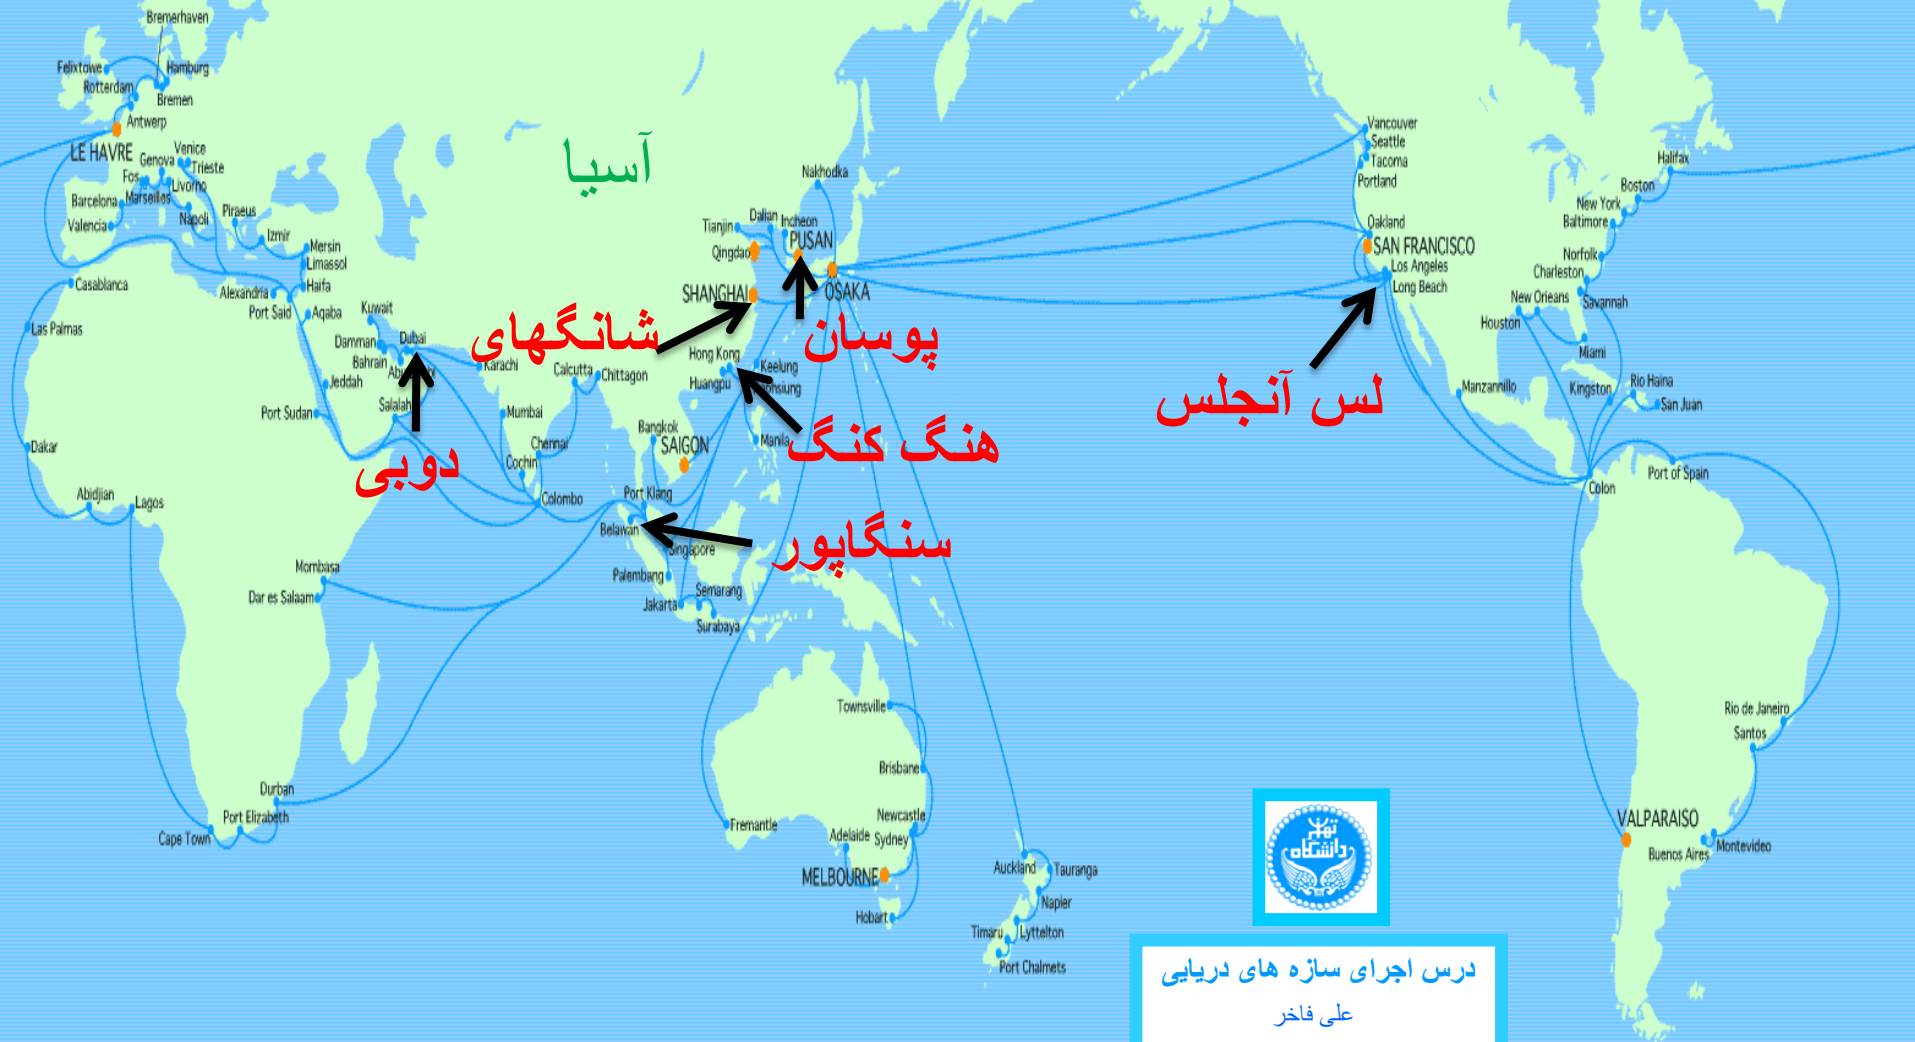 Bremerhaven
Felixtowe
Hamburg
Rotterdam
Bremen
Antwerp
LE HAVRE
Genova
Venice
Trieste
Fos
Livorno
Barcelona
Marseilles
Valencia
Napoli
Piraeus
Izmir
Mersin
Limassol
Haifa
Casablanca
Alexandria
Port Said
Aqaba
Las Palmas
Kuwait
Damman
Dubai
Bahrain
Karachi
Jeddah
Port Sudan
Salalah
Mumbai
Calcutta
Chittagon
Chennai
Cochin
Colombo
Dakar
Abidjian
Lagos
Mombasa
Dar es Salaam
Durban
Port Elizabeth
Cape Town
آسیا
Nakhodka
Tianjin
Dalian
Incheon
PUSAN
Qingdao
SHANGHAI
OSAKA
شانگهای
پوسان
Hong Kong
Huangpu
Keelung
هنگ کنگ
Manila
Bangkok
SAIGON
دوبی
Port Klang
Belawan
Singapore
سنگاپور
Palembang
Jakarta
Semarang
Surabaya
Townsville
Brisbane
Newcastle
Sydney
Adelaide
Fremantle
MELBOURNE
Hobart
Auckland
Tauranga
Napier
Timaru
Lyttelton
Port Chalmets
Vancouver
Seattle
Tacoma
Portland
Oakland
SAN FRANCISCO
Los Angeles
Long Beach
لس آنجلس
Halifax
Boston
New York
Baltimore
Norfolk
Charleston
Savannah
New Orleans
Houston
Miami
Manzannillo
Kingston
Rio Haina
San Juan
Colon
Port of Spain
Rio de Janeiro
Santos
VALPARAISO
Buenos Aires
Montevideo
دانشگاه
تهران
درس اجرای سازه های دریایی
علی فاخر